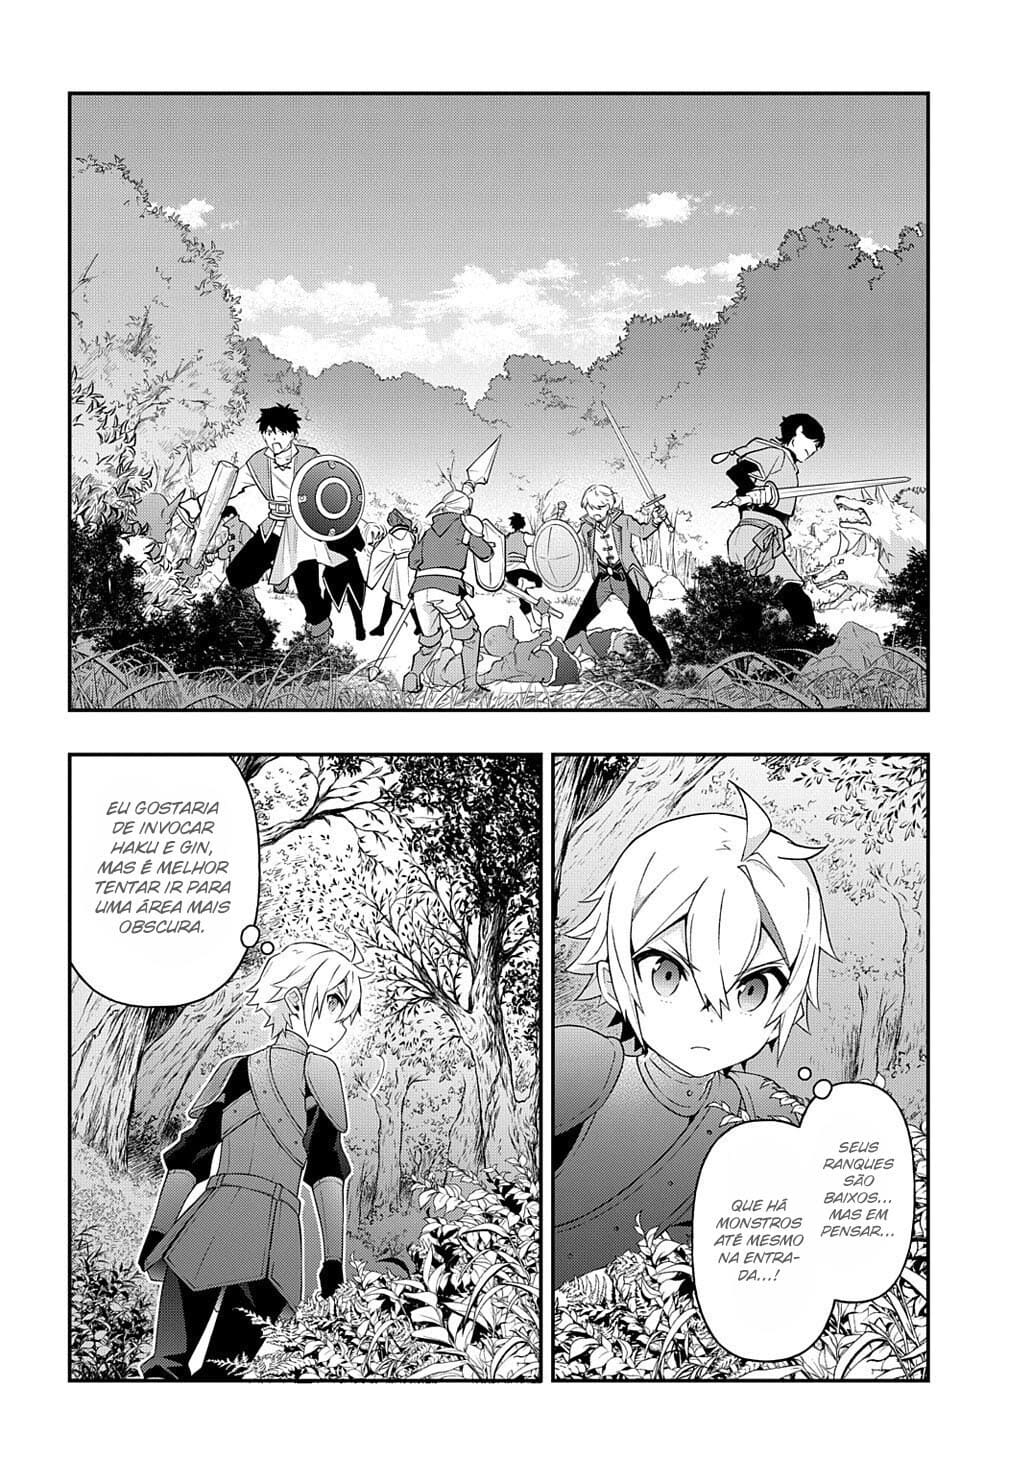 SEUS
RANQUES
SÃO
BAIXOS...
MAS EM
PENSAR...
QUE HÁ
MONSTROS
ATÉ MESMO
NA ENTRA-
DA...!
EU GOSTARIA
DE INVOCAR
HAKU E GIN,
MAS É MELHOR
TENTAR IR PARA
UMA ÁREA MAIS
OBSCURA.